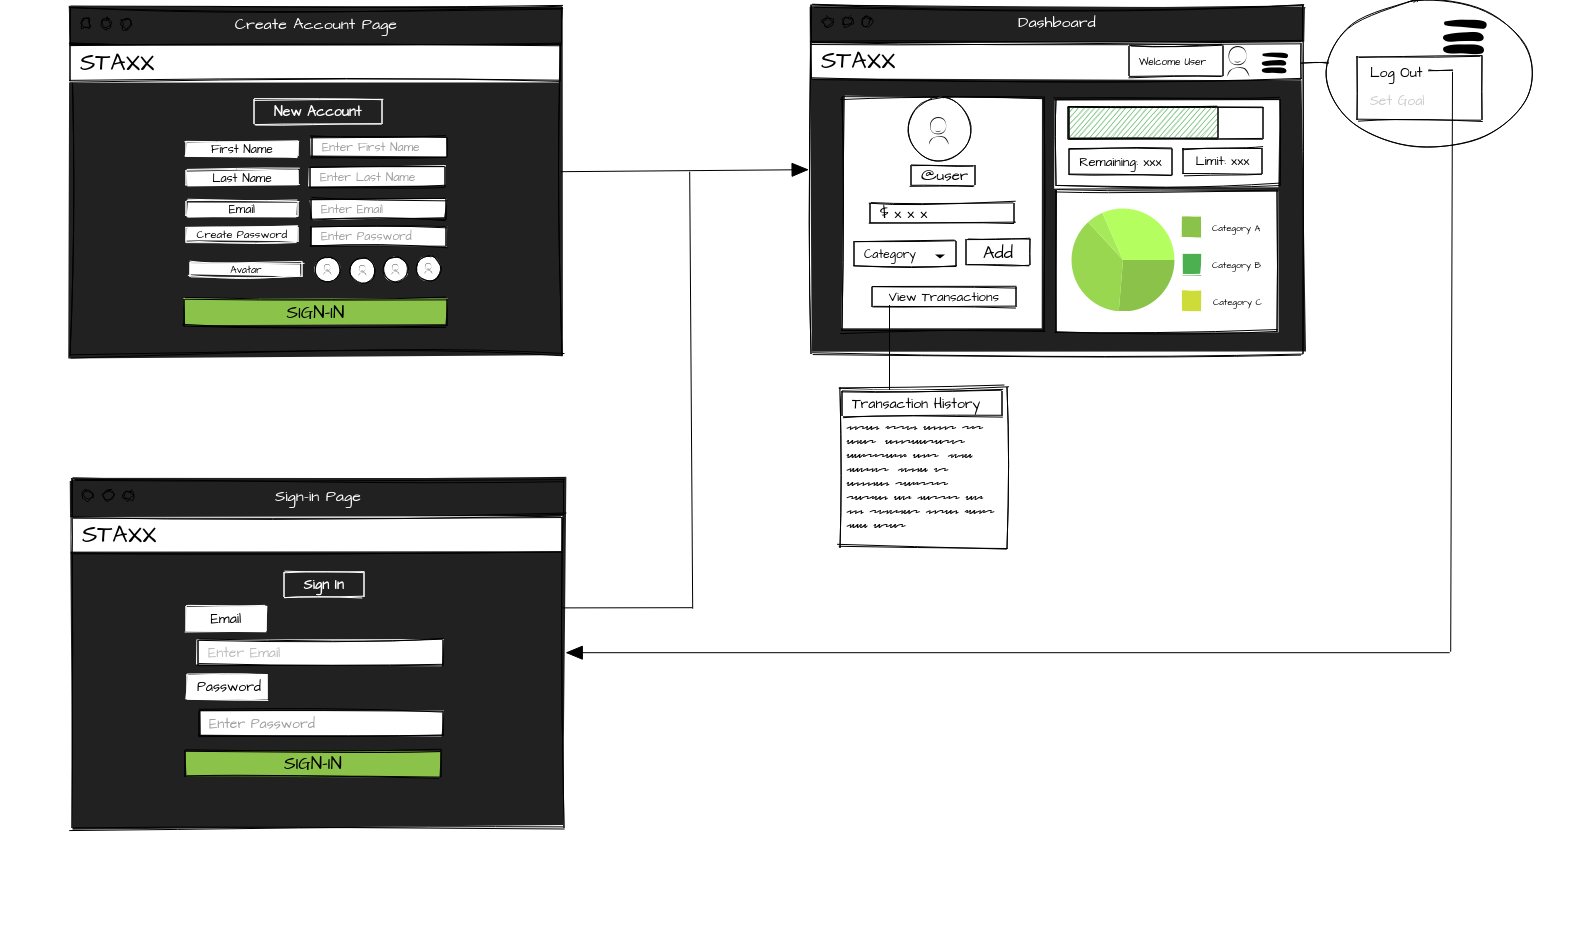 Create Account Page
STAXX
New Account
First Name
Enter First Name
Last Name
Enter Last Name
Email
Enter Email
Create Password
Enter Password
Avatar
SIGN-IN
Dashboard
STAXX
Welcome User
Log Out
Set Goal
@user
$ x x x
Category
Add
View Transactions
Remaining: xxx
Limit: xxx
Category A
Category B
Category C
Transaction History
Sign-in Page
STAXX
Sign In
Email
Enter Email
Password
Enter Password
SIGN-IN